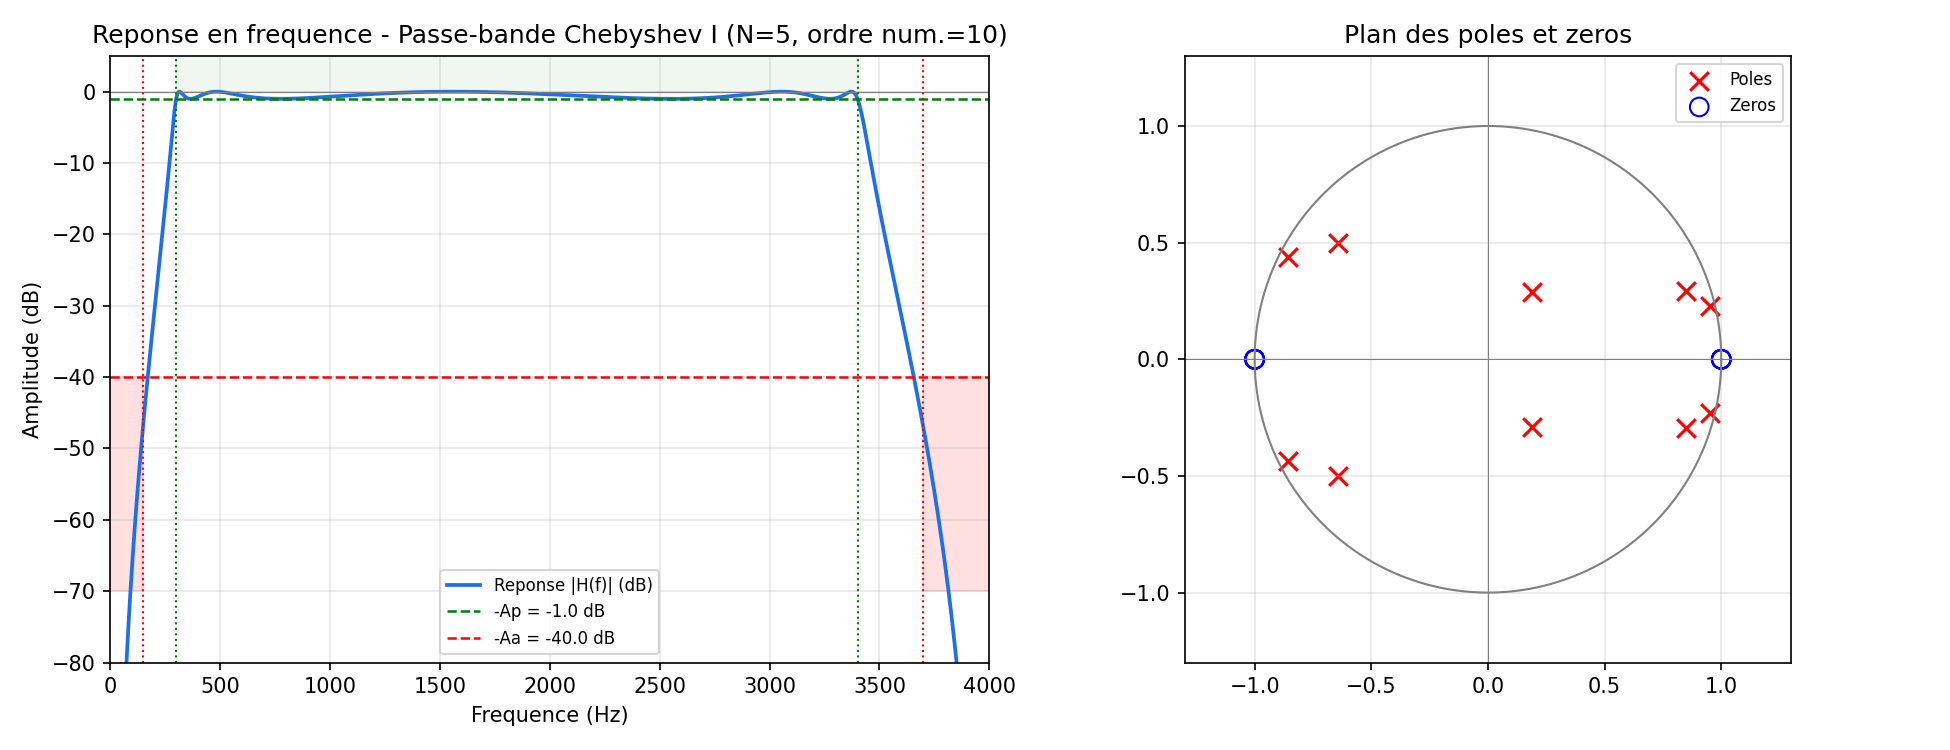 Reponse en frequence - Passe-bande Chebyshev I (N=5, ordre num.=10)
0
−10
−20
−30
−40
−50
−60
−70
−80
Amplitude (dB)
Reponse |H(f)| (dB)
-Ap = -1.0 dB
-Aa = -40.0 dB
0 500 1000 1500 2000 2500 3000 3500 4000
Frequence (Hz)
Plan des poles et zeros
Poles
Zeros
1.0
0.5
0.0
−0.5
−1.0
−1.0 −0.5 0.0 0.5 1.0